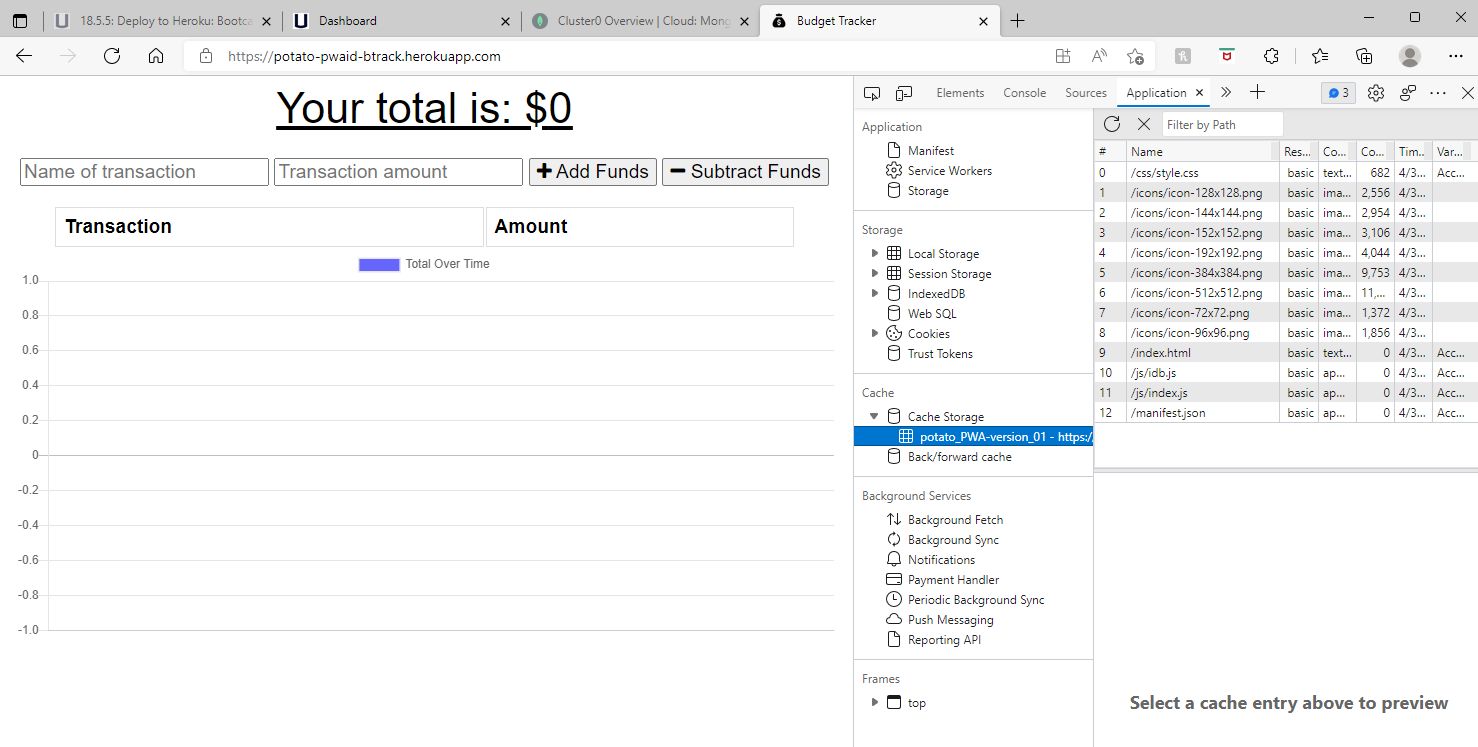 18.5.5: Deploy to Heroku: Bootca
Dashboard
Cluster0 Overview | Cloud: Mong
Budget Tracker
https://potato-pwaid-btrack.herokuapp.com
Your total is: $0
Name of transaction
Transaction amount
Add Funds
Subtract Funds
Transaction
Amount
Total Over Time
1.0
0.8
0.6
0.4
0.2
0
-0.2
-0.4
-0.6
-0.8
-1.0
Elements
Console
Sources
Application
3
Application
Manifest
Service Workers
Storage
Storage
Local Storage
Session Storage
IndexedDB
Web SQL
Cookies
Trust Tokens
Cache
Cache Storage
potato_PWA-version_01 - https:/
Back/forward cache
Background Services
Background Fetch
Background Sync
Notifications
Payment Handler
Periodic Background Sync
Push Messaging
Reporting API
Frames
top
Filter by Path
# Name Res... Co... Co... Tim... Var...
0 /css/style.css basic text... 682 4/3... Acc...
1 /icons/icon-128x128.png basic ima... 2,556 4/3...
2 /icons/icon-144x144.png basic ima... 2,954 4/3...
3 /icons/icon-152x152.png basic ima... 3,106 4/3...
4 /icons/icon-192x192.png basic ima... 4,044 4/3...
5 /icons/icon-384x384.png basic ima... 9,753 4/3...
6 /icons/icon-512x512.png basic ima... 11,... 4/3...
7 /icons/icon-72x72.png basic ima... 1,372 4/3...
8 /icons/icon-96x96.png basic ima... 1,856 4/3...
9 /index.html basic text... 0 4/3... Acc...
10 /js/idb.js basic ap... 0 4/3... Acc...
11 /js/index.js basic ap... 0 4/3... Acc...
12 /manifest.json basic ap... 0 4/3... Acc...
Select a cache entry above to preview